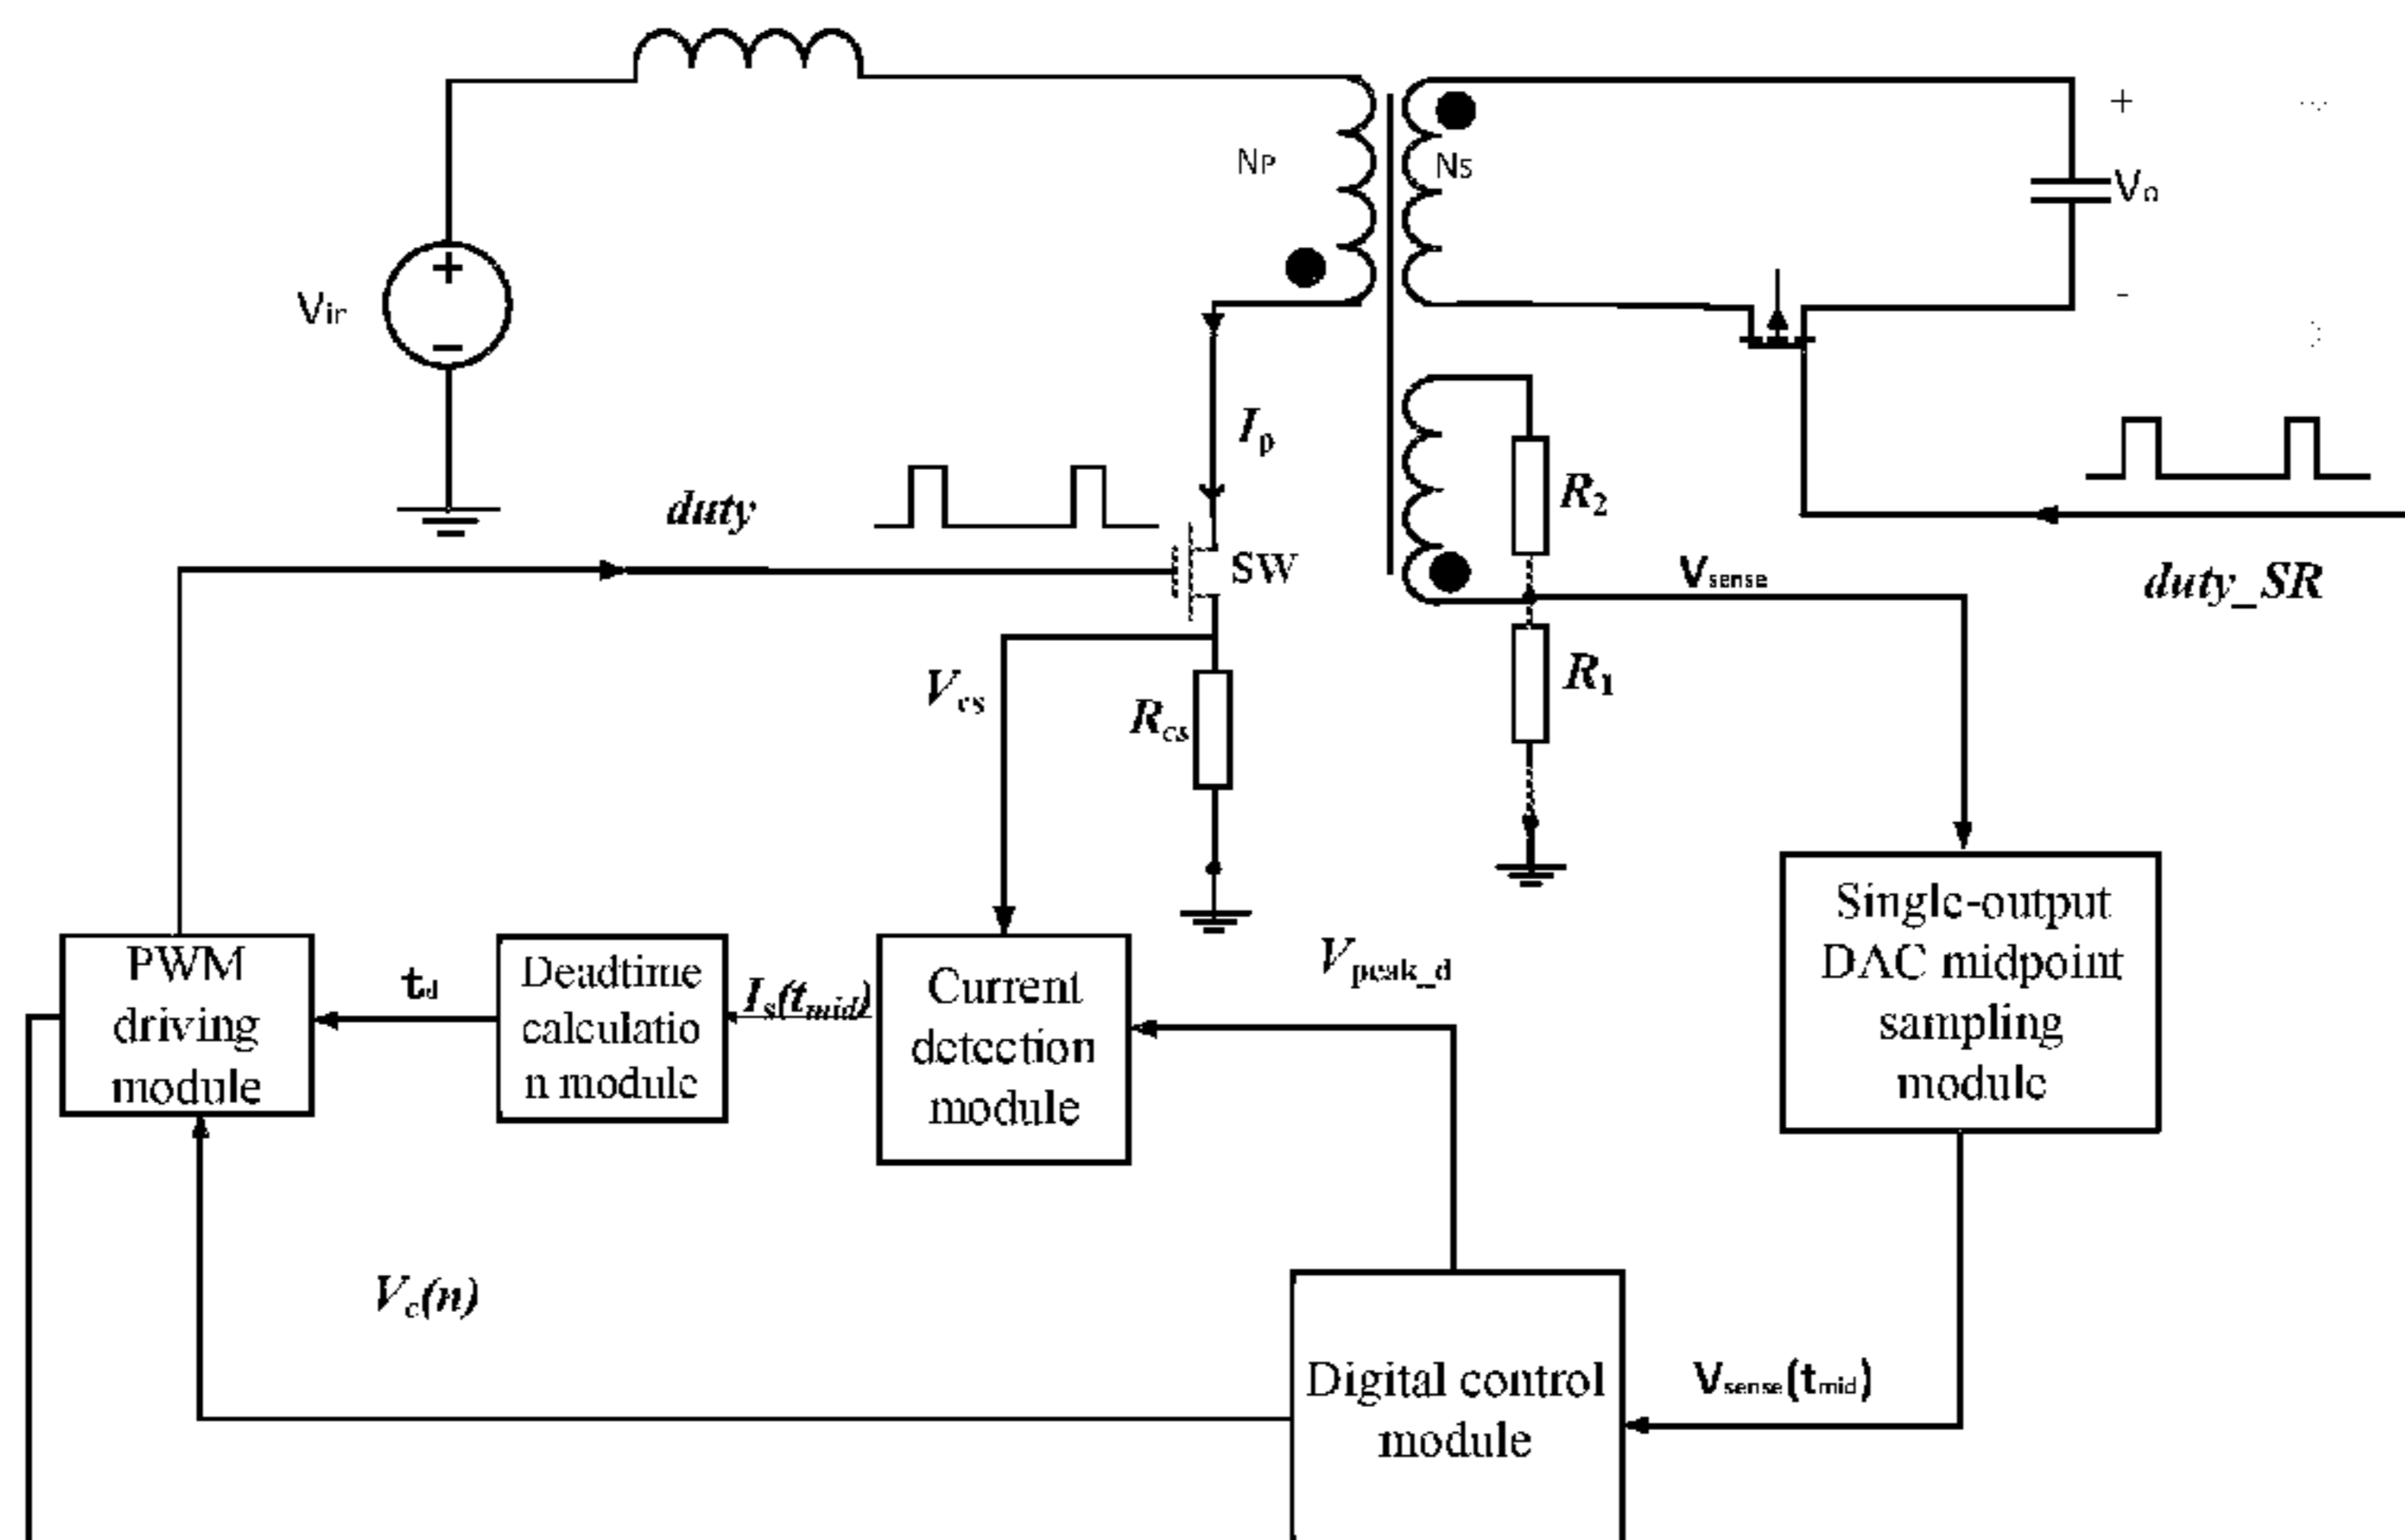 NP
NS
+
V
Vin
-
Ip
duty
SW
R2
Vsense
duty_SR
Vcs
Rcs
R1
PWM
driving
module
td
Deadtime
calculatio
n module
Is(tmid)
Current
detection
module
Vpeak_d
Single-output
DAC midpoint
sampling
module
Vc(n)
Digital control
module
Vsense(tmid)